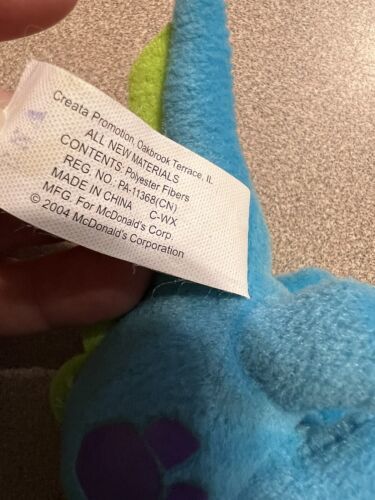 Creata Promotion, Oakbrook Terrace, IL
ALL NEW MATERIALS
CONTENTS: Polyester Fibers
REG. NO.: PA-11368(CN)
MADE IN CHINA C-WX
MFG. For McDonald's Corp.
© 2004 McDonald's Corporation